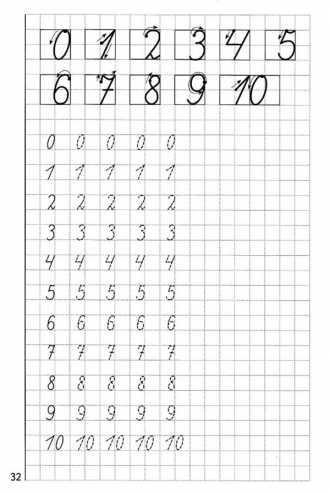 0 1 2 3 4 5
6 7 8 9 10
0 0 0 0 0
1 1 1 1 1
2 2 2 2 2
3 3 3 3 3
4 4 4 4 4
5 5 5 5 5
6 6 6 6 6
7 7 7 7 7
8 8 8 8 8
9 9 9 9 9
10 10 10 10 10
32